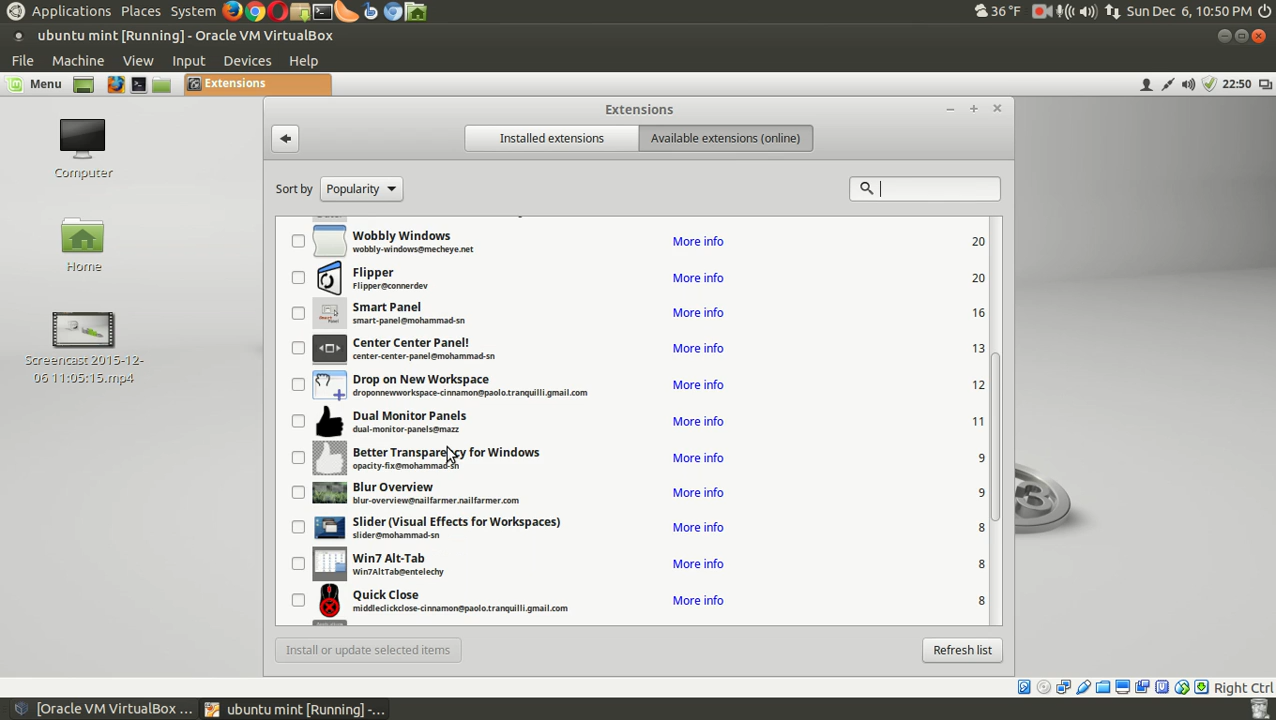 Applications Places System 36 °F Sun Dec 6, 10:50 PM
ubuntu mint [Running] - Oracle VM VirtualBox
File Machine View Input Devices Help
Menu Extensions 22:50
Extensions
Installed extensions Available extensions (online)
Sort by Popularity
Computer
Home
Screencast 2015-12-
06 11:05:15.mp4
Wobbly Windows More info 20
wobbly-windows@mecheye.net
Flipper More info 20
Flipper@connerdev
Smart Panel More info 16
smart-panel@mohammad-sn
Center Center Panel! More info 13
center-center-panel@mohammad-sn
Drop on New Workspace More info 12
droponnewworkspace-cinnamon@paolo.tranquilli.gmail.com
Dual Monitor Panels More info 11
dual-monitor-panels@mazz
Better Transparency for Windows More info 9
opacity-fix@mohammad-sn
Blur Overview More info 9
blur-overview@nailfarmer.nailfarmer.com
Slider (Visual Effects for Workspaces) More info 8
slider@mohammad-sn
Win7 Alt-Tab More info 8
Win7AltTab@entelechy
Quick Close More info 8
middleclickclose-cinnamon@paolo.tranquilli.gmail.com
Install or update selected items Refresh list
Right Ctrl
[Oracle VM VirtualBox ... ubuntu mint [Running] -...